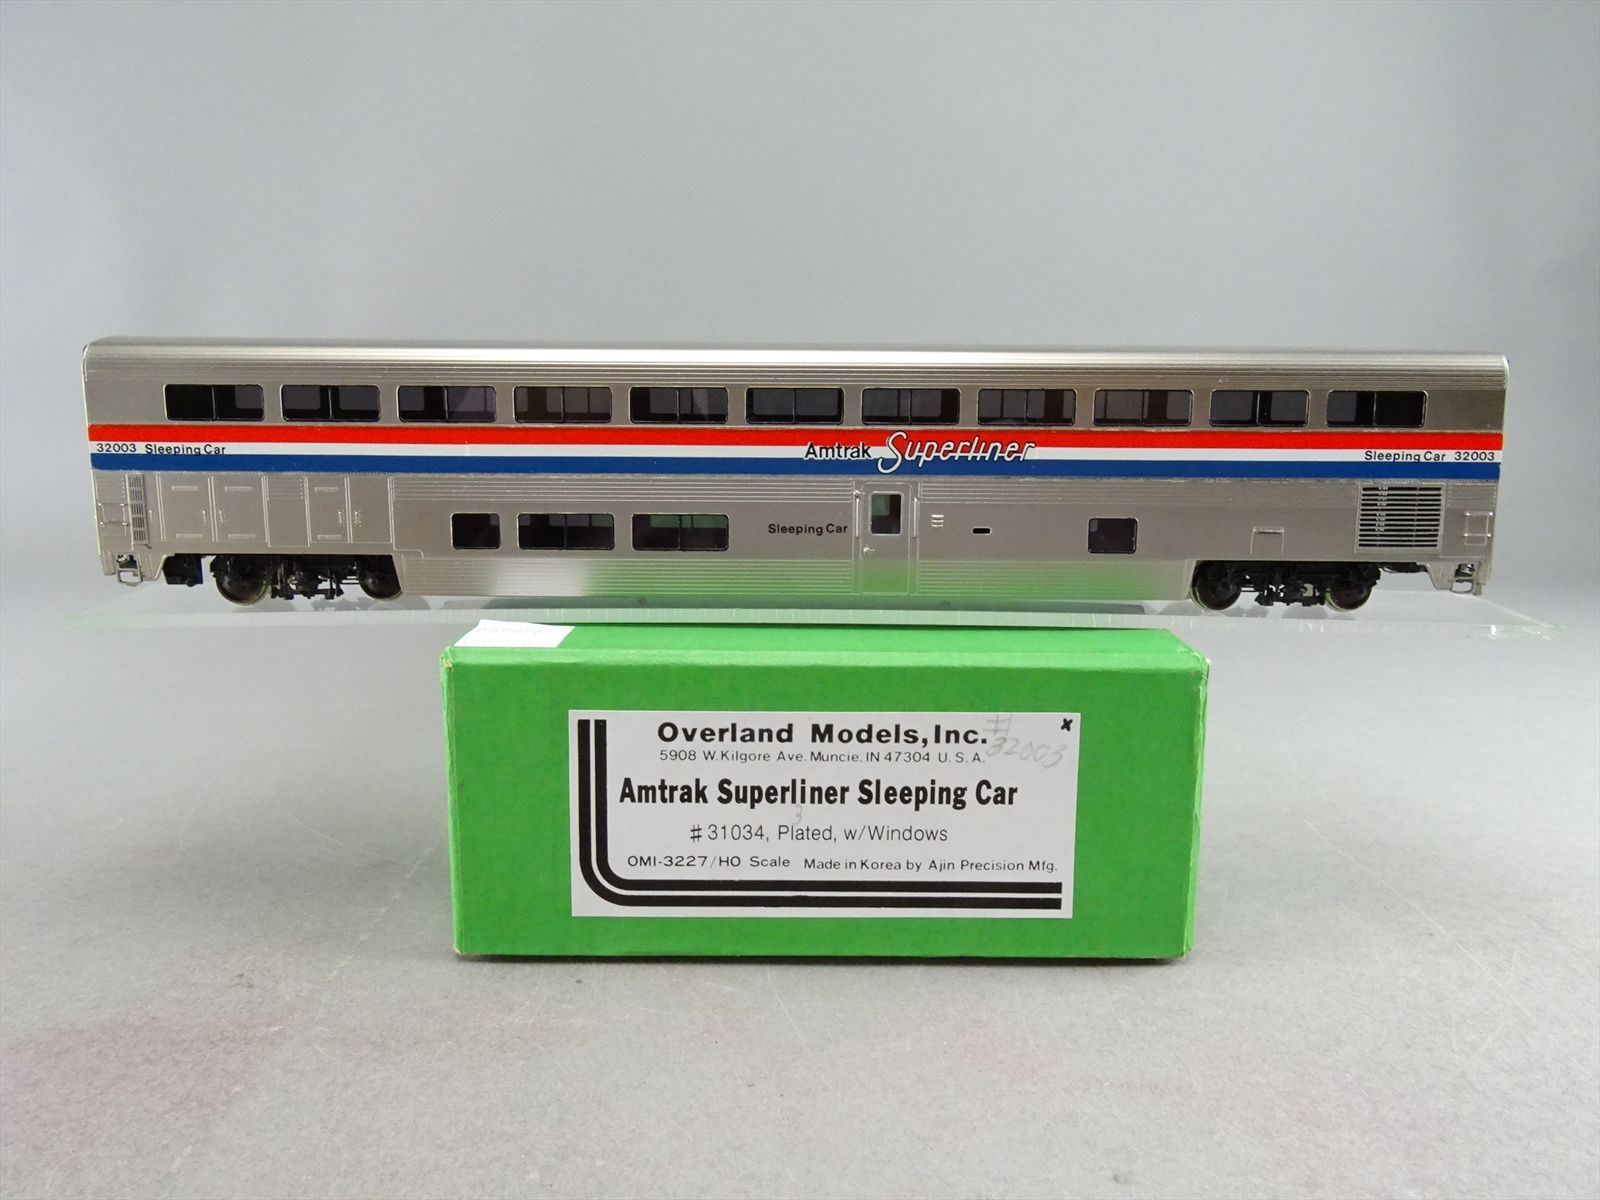 32003 Sleeping Car
Amtrak Superliner
Sleeping Car 32003
Sleeping Car
Overland Models, Inc.
#32003
x
5908 W. Kilgore Ave. Muncie, IN 47304 U. S. A.
Amtrak Superliner Sleeping Car
3
#31034, Plated, w/Windows
OMI-3227/HO Scale Made in Korea by Ajin Precision Mfg.